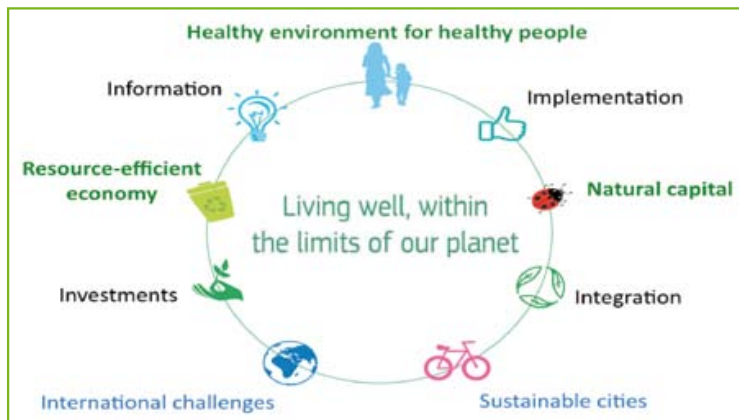 Healthy environment for healthy people
Information
Implementation
Resource-efficient
economy
Natural capital
Living well, within
the limits of our planet
Investments
Integration
International challenges
Sustainable cities